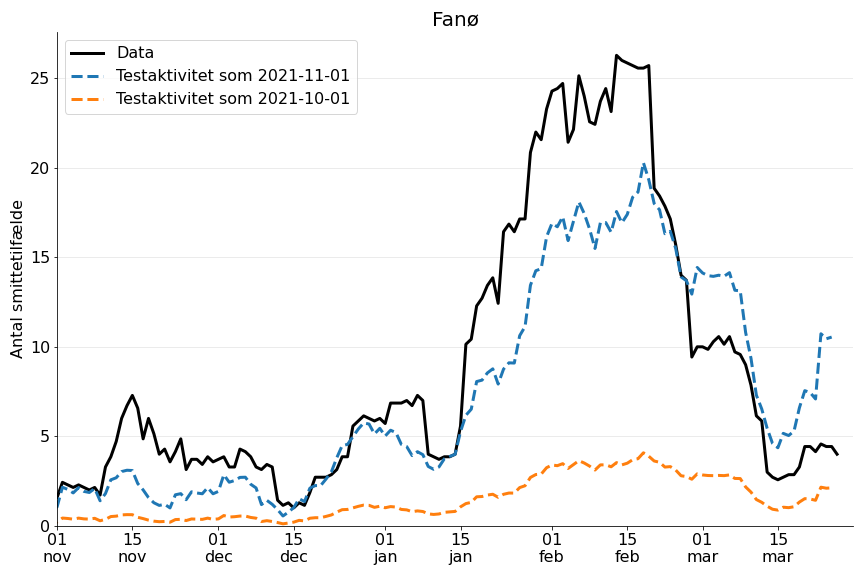 Fanø
Data
Testaktivitet som 2021-11-01
Testaktivitet som 2021-10-01
Antal smittetilfælde
25
20
15
10
5
0
01 15 01 15 01 15 01 15 01 15
nov nov dec dec jan jan feb feb mar mar